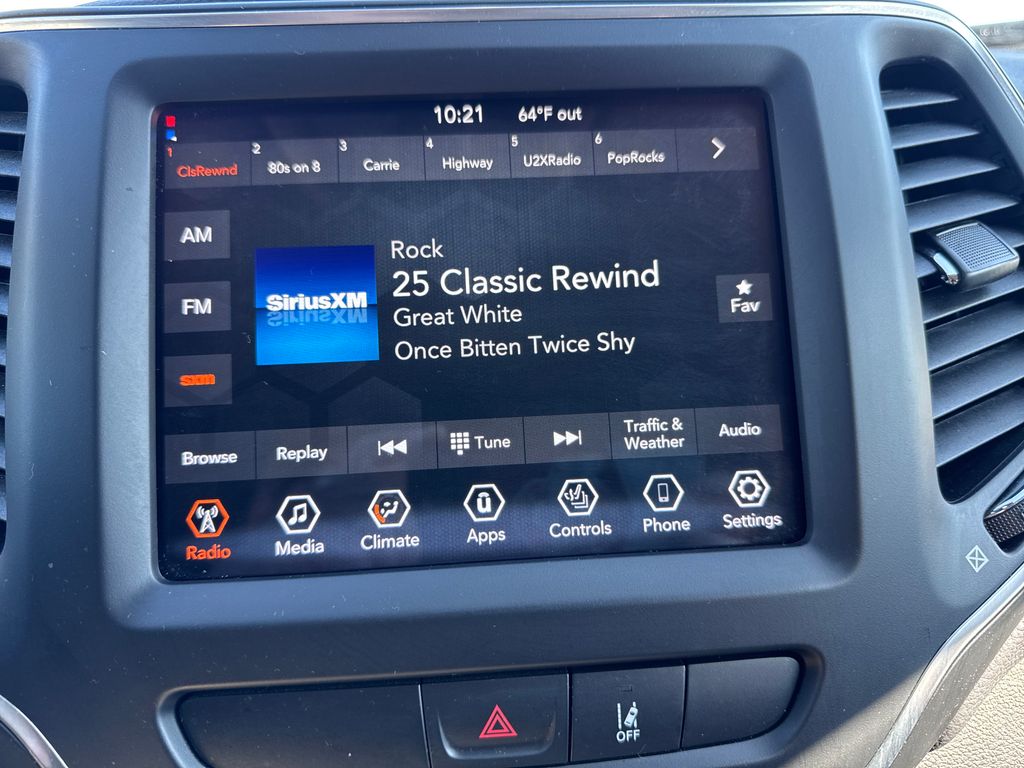 10:21 64°F out
1 ClsRewnd 2 80s on 8 3 Carrie 4 Highway 5 U2XRadio 6 PopRocks
AM
FM
sxm
SiriusXM
Rock
25 Classic Rewind
Great White
Once Bitten Twice Shy
Fav
Browse Replay Tune Traffic & Weather Audio
Radio Media Climate Apps Controls Phone Settings
OFF